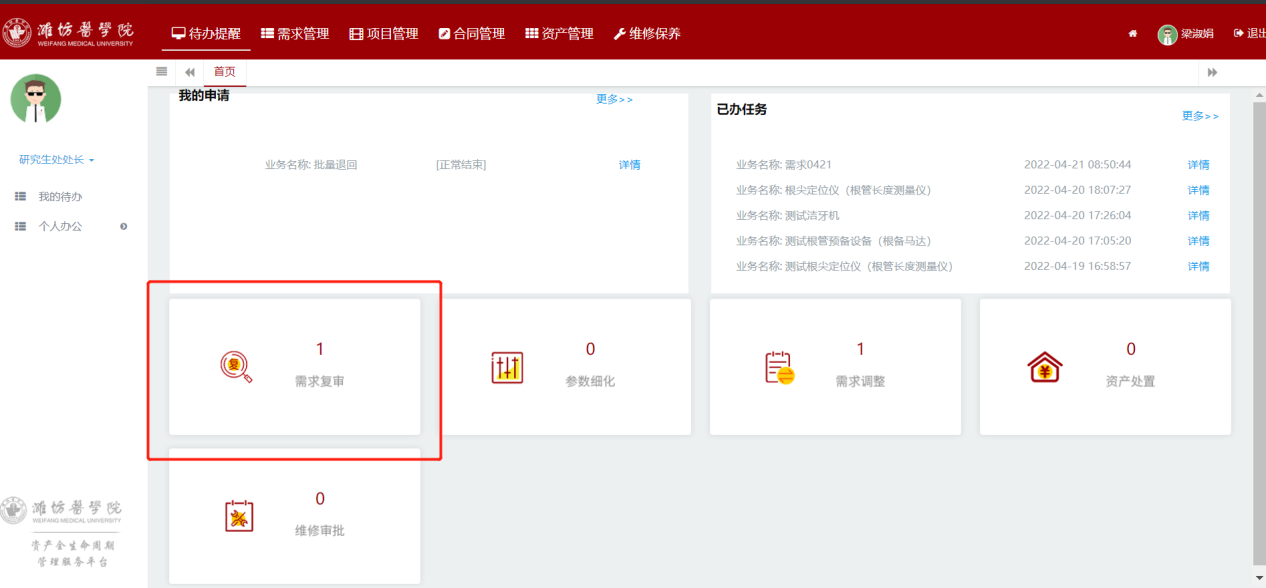 濰坊醫學院
WEIFANG MEDICAL UNIVERSITY
待办提醒 需求管理 项目管理 合同管理 资产管理 维修保养
梁淑娟 退出
首页
研究生处处长
我的待办
个人办公
我的申请 更多>>
业务名称: 批量退回 [正常结束] 详情
已办任务 更多>>
业务名称: 需求0421 2022-04-21 08:50:44 详情
业务名称: 根尖定位仪（根管长度测量仪） 2022-04-20 18:07:27 详情
业务名称: 测试洁牙机 2022-04-20 17:26:04 详情
业务名称: 测试根管预备设备（根备马达） 2022-04-20 17:05:20 详情
业务名称: 测试根尖定位仪（根管长度测量仪） 2022-04-19 16:58:57 详情
复
1
需求复审
0
参数细化
1
需求调整
¥
0
资产处置
0
维修审批
濰坊醫學院
WEIFANG MEDICAL UNIVERSITY
资产全生命周期
管理服务平台